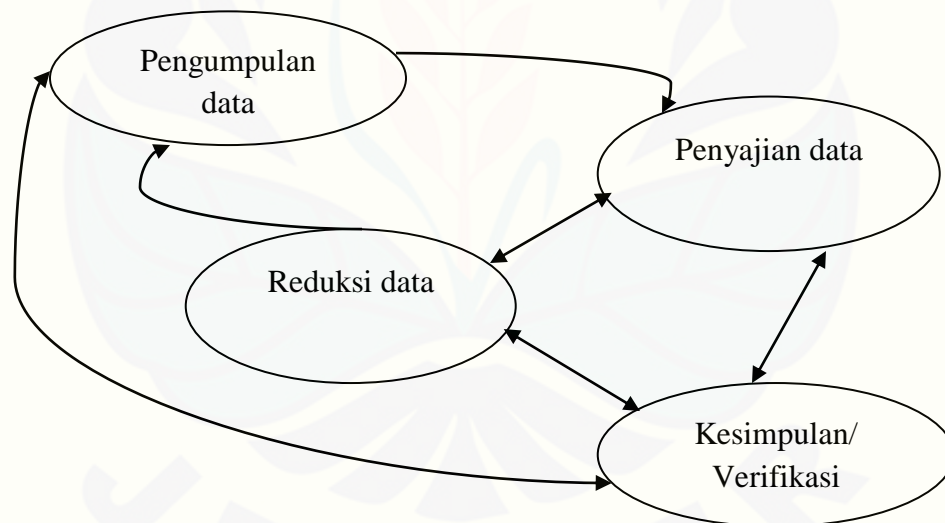 Pengumpulan
data
Penyajian data
Reduksi data
Kesimpulan/
Verifikasi